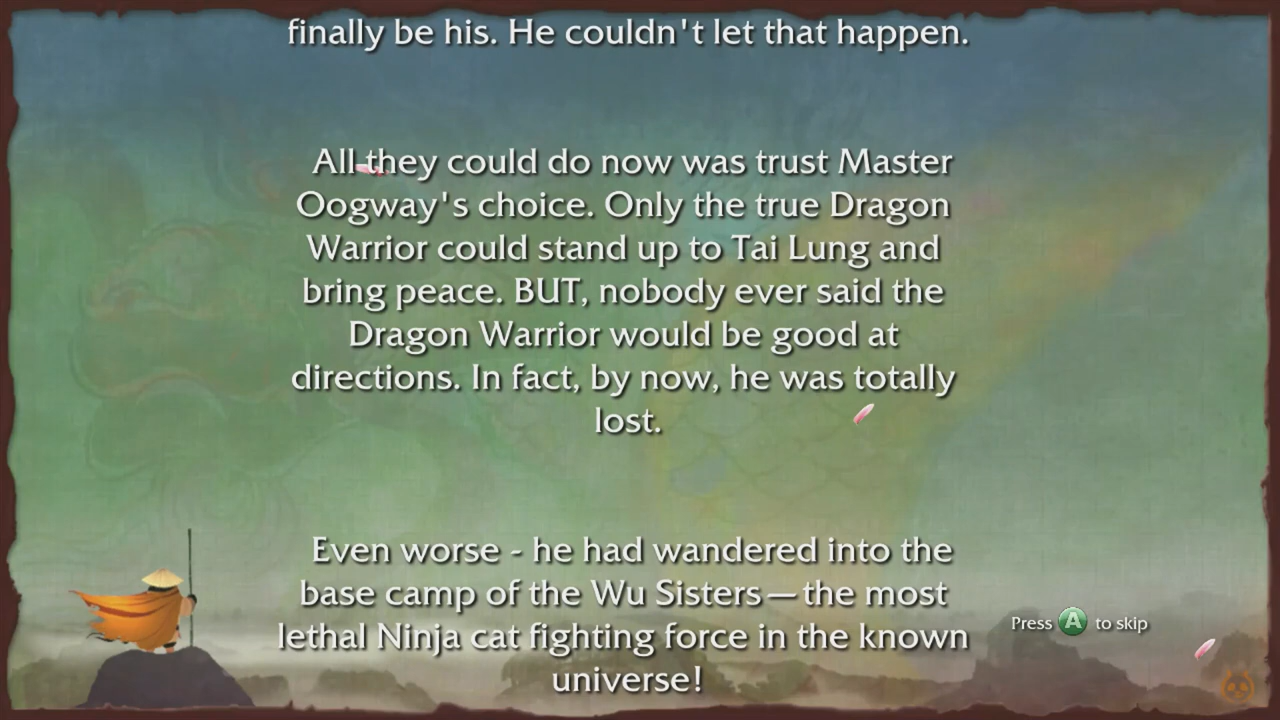 finally be his. He couldn't let that happen.
All they could do now was trust Master
Oogway's choice. Only the true Dragon
Warrior could stand up to Tai Lung and
bring peace. BUT, nobody ever said the
Dragon Warrior would be good at
directions. In fact, by now, he was totally
lost.
Even worse - he had wandered into the
base camp of the Wu Sisters—the most
lethal Ninja cat fighting force in the known
universe!
Press A to skip